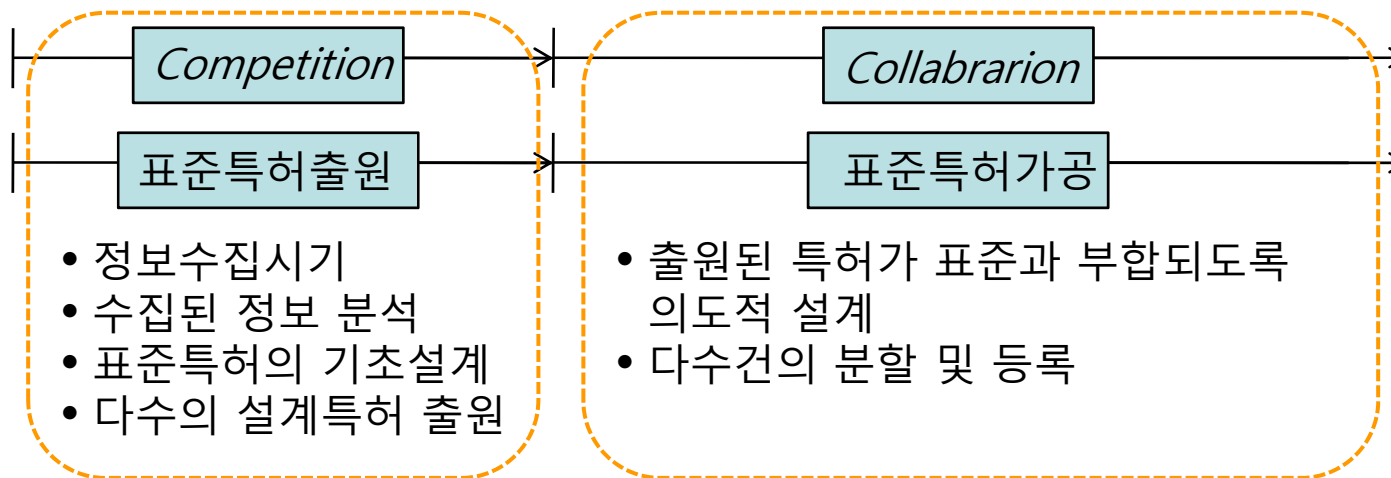 Competition
Collabrarion
표준특허출원
표준특허가공
• 정보수집시기
• 수집된 정보 분석
• 표준특허의 기초설계
• 다수의 설계특허 출원
• 출원된 특허가 표준과 부합되도록
의도적 설계
• 다수건의 분할 및 등록